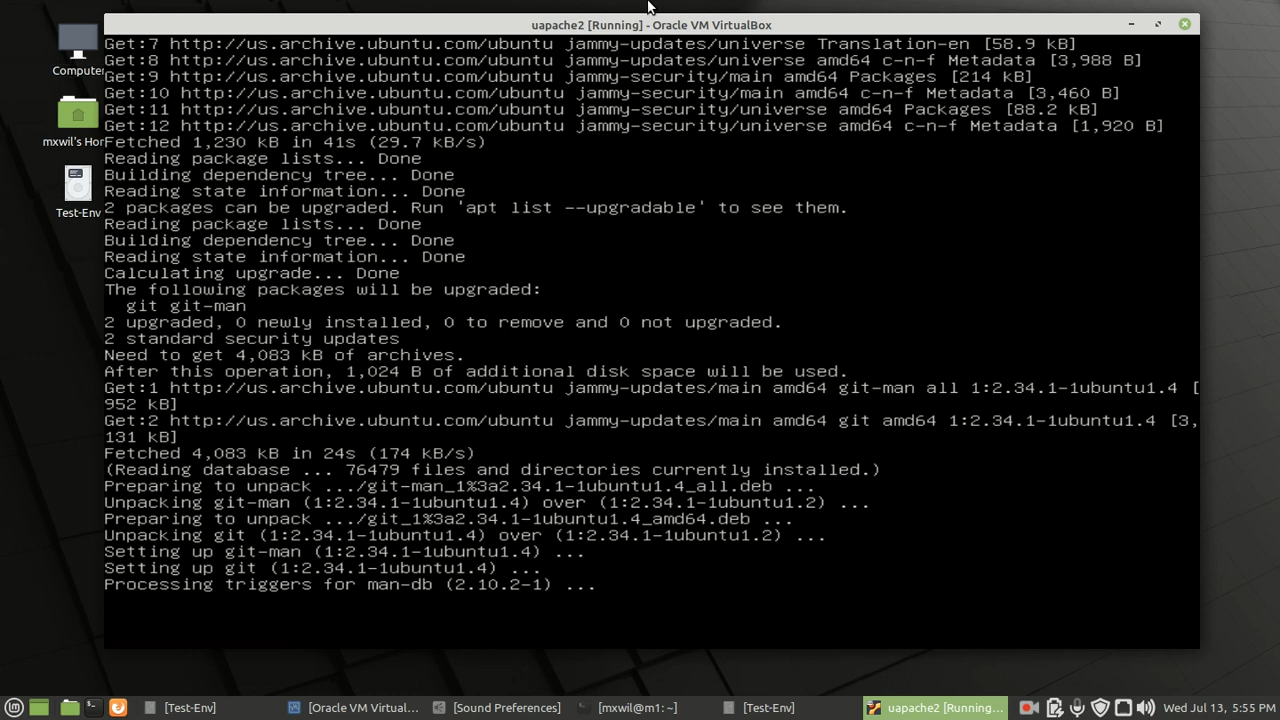 uapache2 [Running] - Oracle VM VirtualBox
Computer
mxwil's Hor
Test-Env
Get:7 http://us.archive.ubuntu.com/ubuntu jammy-updates/universe Translation-en [58.9 kB]
Get:8 http://us.archive.ubuntu.com/ubuntu jammy-updates/universe amd64 c-n-f Metadata [3,988 B]
Get:9 http://us.archive.ubuntu.com/ubuntu jammy-security/main amd64 Packages [214 kB]
Get:10 http://us.archive.ubuntu.com/ubuntu jammy-security/main amd64 c-n-f Metadata [3,460 B]
Get:11 http://us.archive.ubuntu.com/ubuntu jammy-security/universe amd64 Packages [88.2 kB]
Get:12 http://us.archive.ubuntu.com/ubuntu jammy-security/universe amd64 c-n-f Metadata [1,920 B]
Fetched 1,230 kB in 41s (29.7 kB/s)
Reading package lists... Done
Building dependency tree... Done
Reading state information... Done
2 packages can be upgraded. Run 'apt list --upgradable' to see them.
Reading package lists... Done
Building dependency tree... Done
Reading state information... Done
Calculating upgrade... Done
The following packages will be upgraded:
git git-man
2 upgraded, 0 newly installed, 0 to remove and 0 not upgraded.
2 standard security updates
Need to get 4,083 kB of archives.
After this operation, 1,024 B of additional disk space will be used.
Get:1 http://us.archive.ubuntu.com/ubuntu jammy-updates/main amd64 git-man all 1:2.34.1-1ubuntu1.4 [
952 kB]
Get:2 http://us.archive.ubuntu.com/ubuntu jammy-updates/main amd64 git amd64 1:2.34.1-1ubuntu1.4 [3,
131 kB]
Fetched 4,083 kB in 24s (174 kB/s)
(Reading database ... 76479 files and directories currently installed.)
Preparing to unpack .../git-man_1%3a2.34.1-1ubuntu1.4_all.deb ...
Unpacking git-man (1:2.34.1-1ubuntu1.4) over (1:2.34.1-1ubuntu1.2) ...
Preparing to unpack .../git_1%3a2.34.1-1ubuntu1.4_amd64.deb ...
Unpacking git (1:2.34.1-1ubuntu1.4) over (1:2.34.1-1ubuntu1.2) ...
Setting up git-man (1:2.34.1-1ubuntu1.4) ...
Setting up git (1:2.34.1-1ubuntu1.4) ...
Processing triggers for man-db (2.10.2-1) ...
[Test-Env] [Oracle VM Virtual... [Sound Preferences] [mxwil@m1: ~] [Test-Env] uapache2 [Running... Wed Jul 13, 5:55 PM